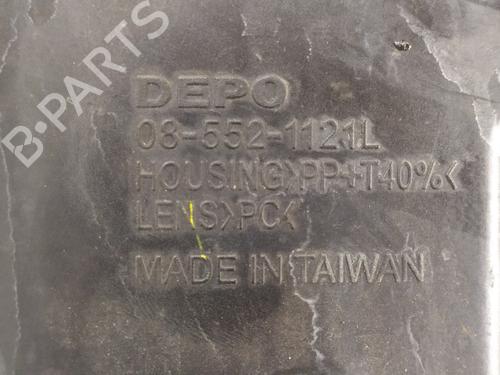 B-PARTS
DEPO
08-552-1121L
HOUSING>PP+T40%<
LENS>PC<
MADE IN TAIWAN